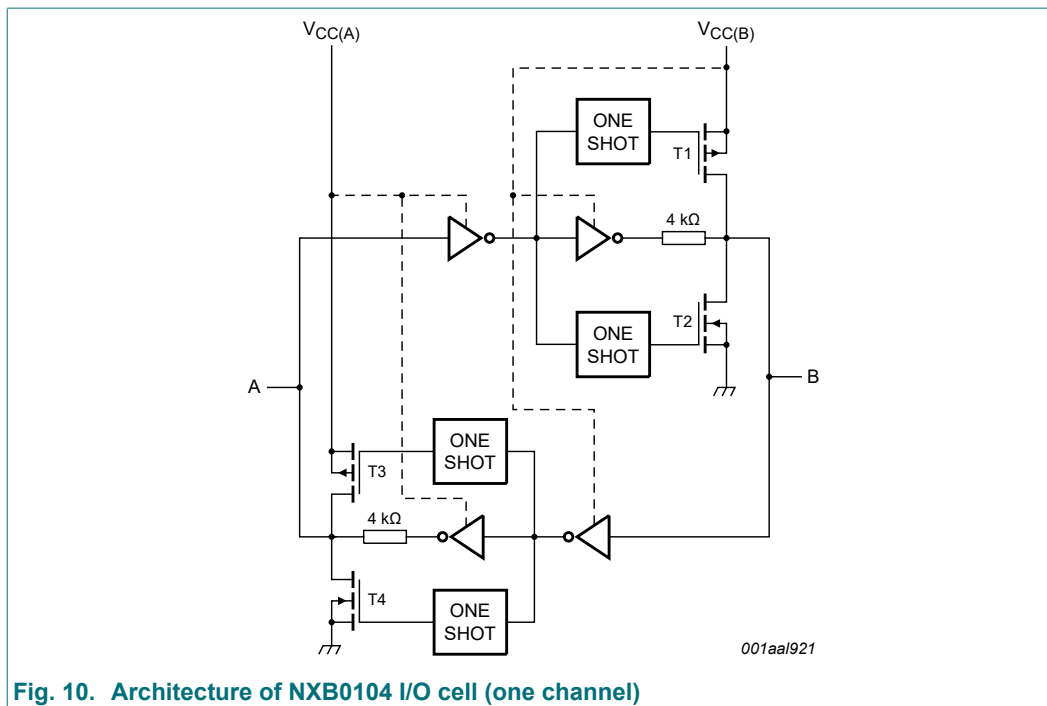 VCC(A)
VCC(B)
ONE
SHOT
T1
4 kΩ
ONE
SHOT
T2
A
B
ONE
SHOT
T3
4 kΩ
T4
ONE
SHOT
001aal921
Fig. 10. Architecture of NXB0104 I/O cell (one channel)